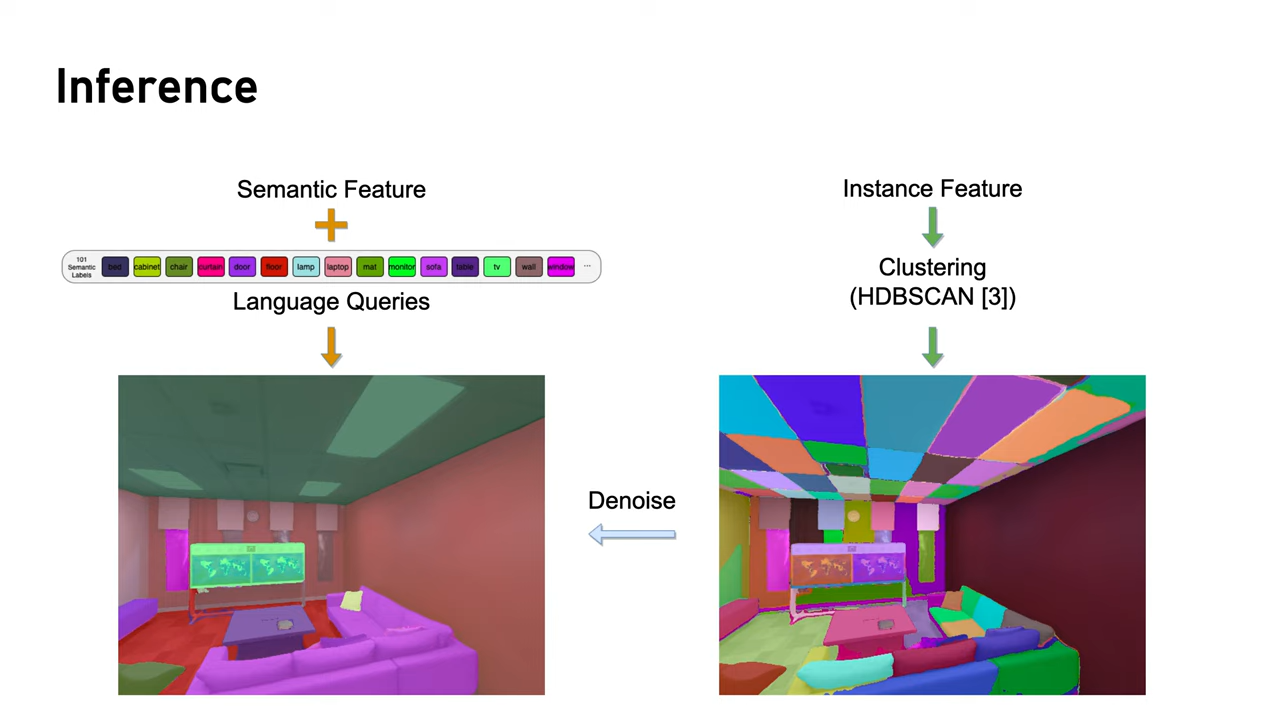 Inference
Semantic Feature
101
Semantic
Labels
bed cabinet chair curtain door floor lamp laptop mat monitor sofa table tv wall window ...
Language Queries
Instance Feature
Clustering
(HDBSCAN [3])
Denoise